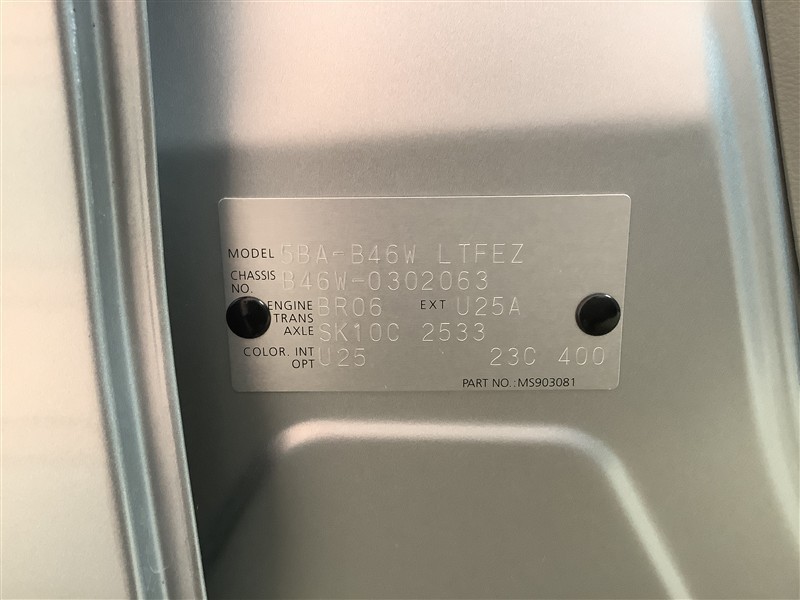 MODEL 5BA-B46W LTFEZ
CHASSIS NO. B46W-0302063
ENGINE BR06 EXT U25A
TRANS AXLE SK10C 2533
COLOR. INT OPT U25 23C 400
PART NO.:MS903081